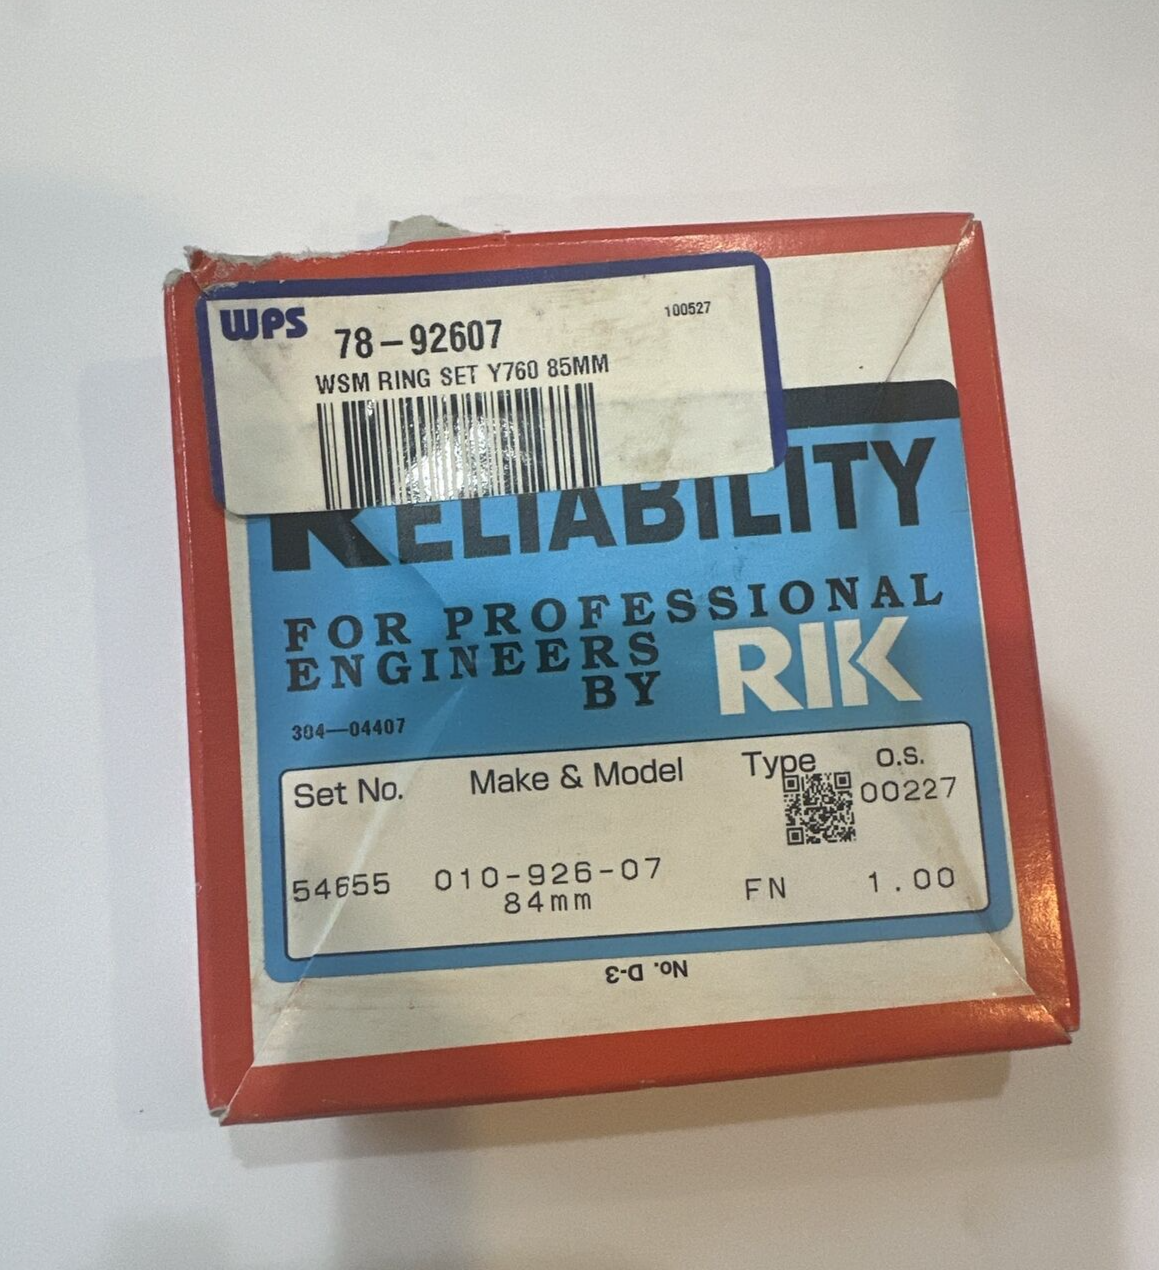 WPS
78-92607
100527
WSM RING SET Y760 85MM
RELIABILITY
FOR PROFESSIONAL
ENGINEERS
BY RIK
304-04407
Set No. Make & Model Type O.S.
00227
54655 010-926-07 FN 1.00
84mm
No. D-3